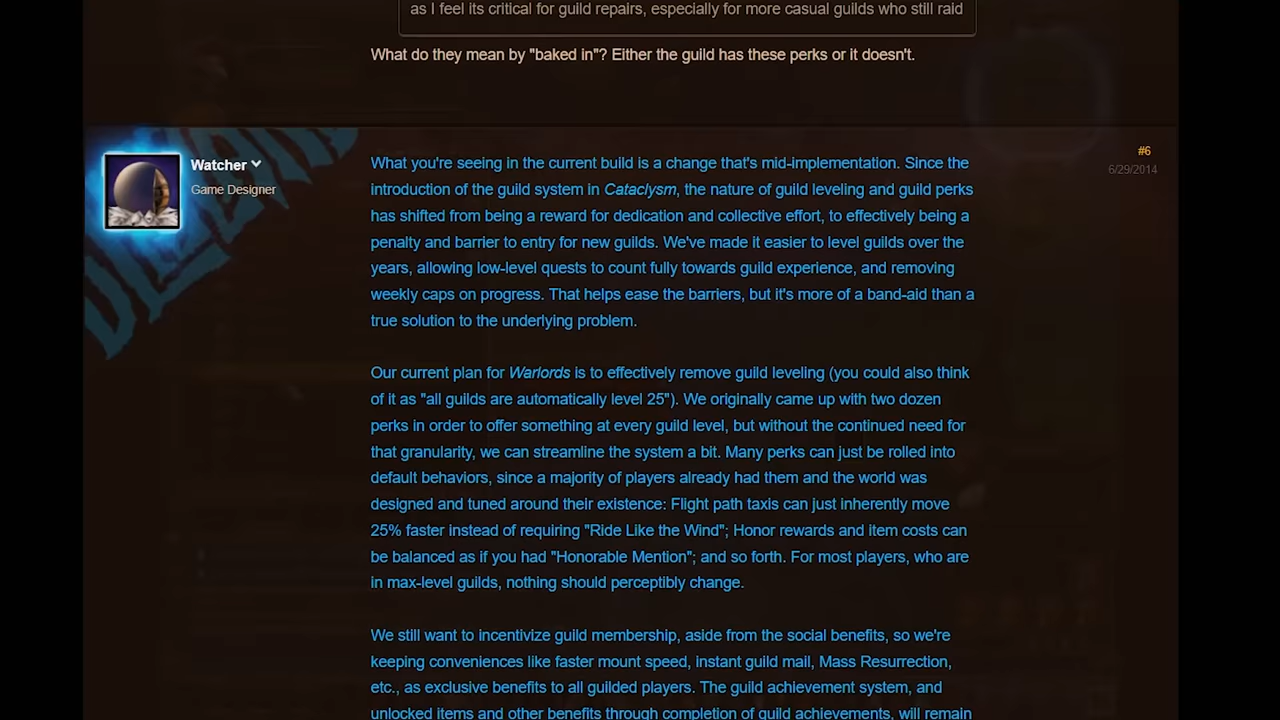 as I feel its critical for guild repairs, especially for more casual guilds who still raid
What do they mean by "baked in"? Either the guild has these perks or it doesn't.
Watcher
Game Designer
#6
6/29/2014
What you're seeing in the current build is a change that's mid-implementation. Since the
introduction of the guild system in Cataclysm, the nature of guild leveling and guild perks
has shifted from being a reward for dedication and collective effort, to effectively being a
penalty and barrier to entry for new guilds. We've made it easier to level guilds over the
years, allowing low-level quests to count fully towards guild experience, and removing
weekly caps on progress. That helps ease the barriers, but it's more of a band-aid than a
true solution to the underlying problem.
Our current plan for Warlords is to effectively remove guild leveling (you could also think
of it as "all guilds are automatically level 25"). We originally came up with two dozen
perks in order to offer something at every guild level, but without the continued need for
that granularity, we can streamline the system a bit. Many perks can just be rolled into
default behaviors, since a majority of players already had them and the world was
designed and tuned around their existence: Flight path taxis can just inherently move
25% faster instead of requiring "Ride Like the Wind"; Honor rewards and item costs can
be balanced as if you had "Honorable Mention"; and so forth. For most players, who are
in max-level guilds, nothing should perceptibly change.
We still want to incentivize guild membership, aside from the social benefits, so we're
keeping conveniences like faster mount speed, instant guild mail, Mass Resurrection,
etc., as exclusive benefits to all guilded players. The guild achievement system, and
unlocked items and other benefits through completion of guild achievements, will remain